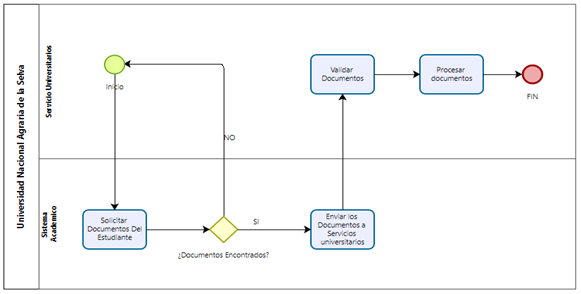 Universidad Nacional Agraria de la Selva
Servicio Universitarios
Inicio
Validar
Documentos
Procesar
documentos
FIN
NO
Sistema
Academico
Solicitar
Documentos Del
Estudiante
¿Documentos Encontrados?
SI
Enviar los
Documentos a
Servicios
universitarios